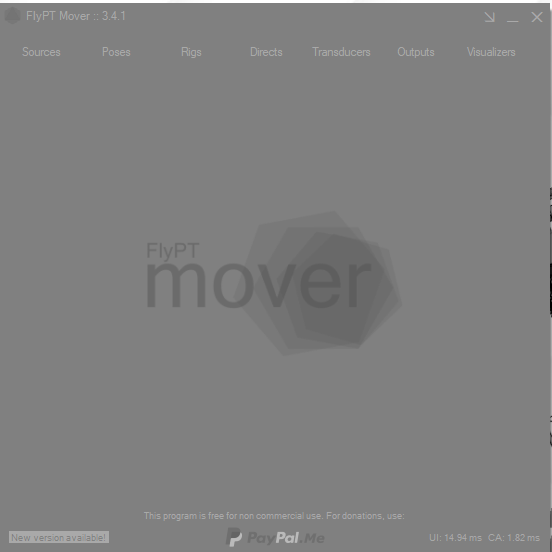 FlyPT Mover :: 3.4.1
Sources Poses Rigs Directs Transducers Outputs Visualizers
FlyPT
mover
This program is free for non commercial use. For donations, use:
New version available! PayPal.Me UI: 14.94 ms CA: 1.82 ms